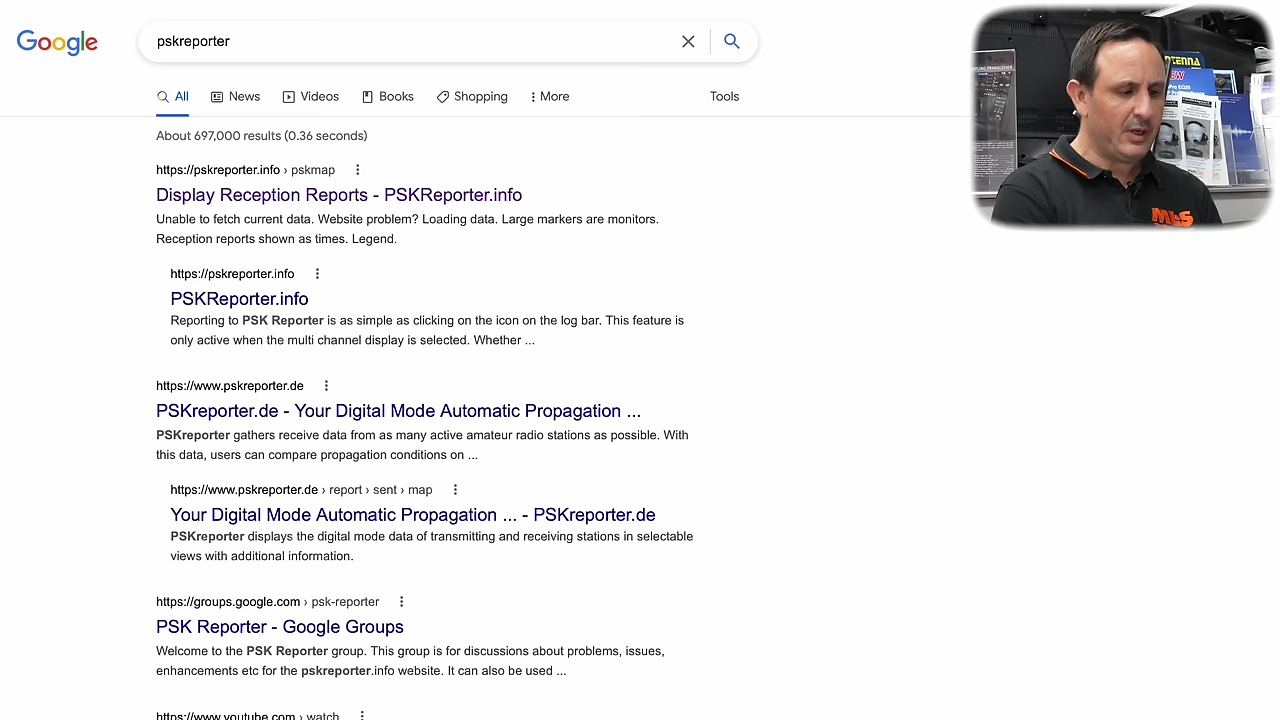 Google
pskreporter
All
News
Videos
Books
Shopping
More
Tools
About 697,000 results (0.36 seconds)
https://pskreporter.info › pskmap
Display Reception Reports - PSKReporter.info
Unable to fetch current data. Website problem? Loading data. Large markers are monitors.
Reception reports shown as times. Legend.
https://pskreporter.info
PSKReporter.info
Reporting to PSK Reporter is as simple as clicking on the icon on the log bar. This feature is
only active when the multi channel display is selected. Whether ...
https://www.pskreporter.de
PSKreporter.de - Your Digital Mode Automatic Propagation ...
PSKreporter gathers receive data from as many active amateur radio stations as possible. With
this data, users can compare propagation conditions on ...
https://www.pskreporter.de › report › sent › map
Your Digital Mode Automatic Propagation ... - PSKreporter.de
PSKreporter displays the digital mode data of transmitting and receiving stations in selectable
views with additional information.
https://groups.google.com › psk-reporter
PSK Reporter - Google Groups
Welcome to the PSK Reporter group. This group is for discussions about problems, issues,
enhancements etc for the pskreporter.info website. It can also be used ...
https://www.youtube.com › watch
TRANSCEIVER
M&S